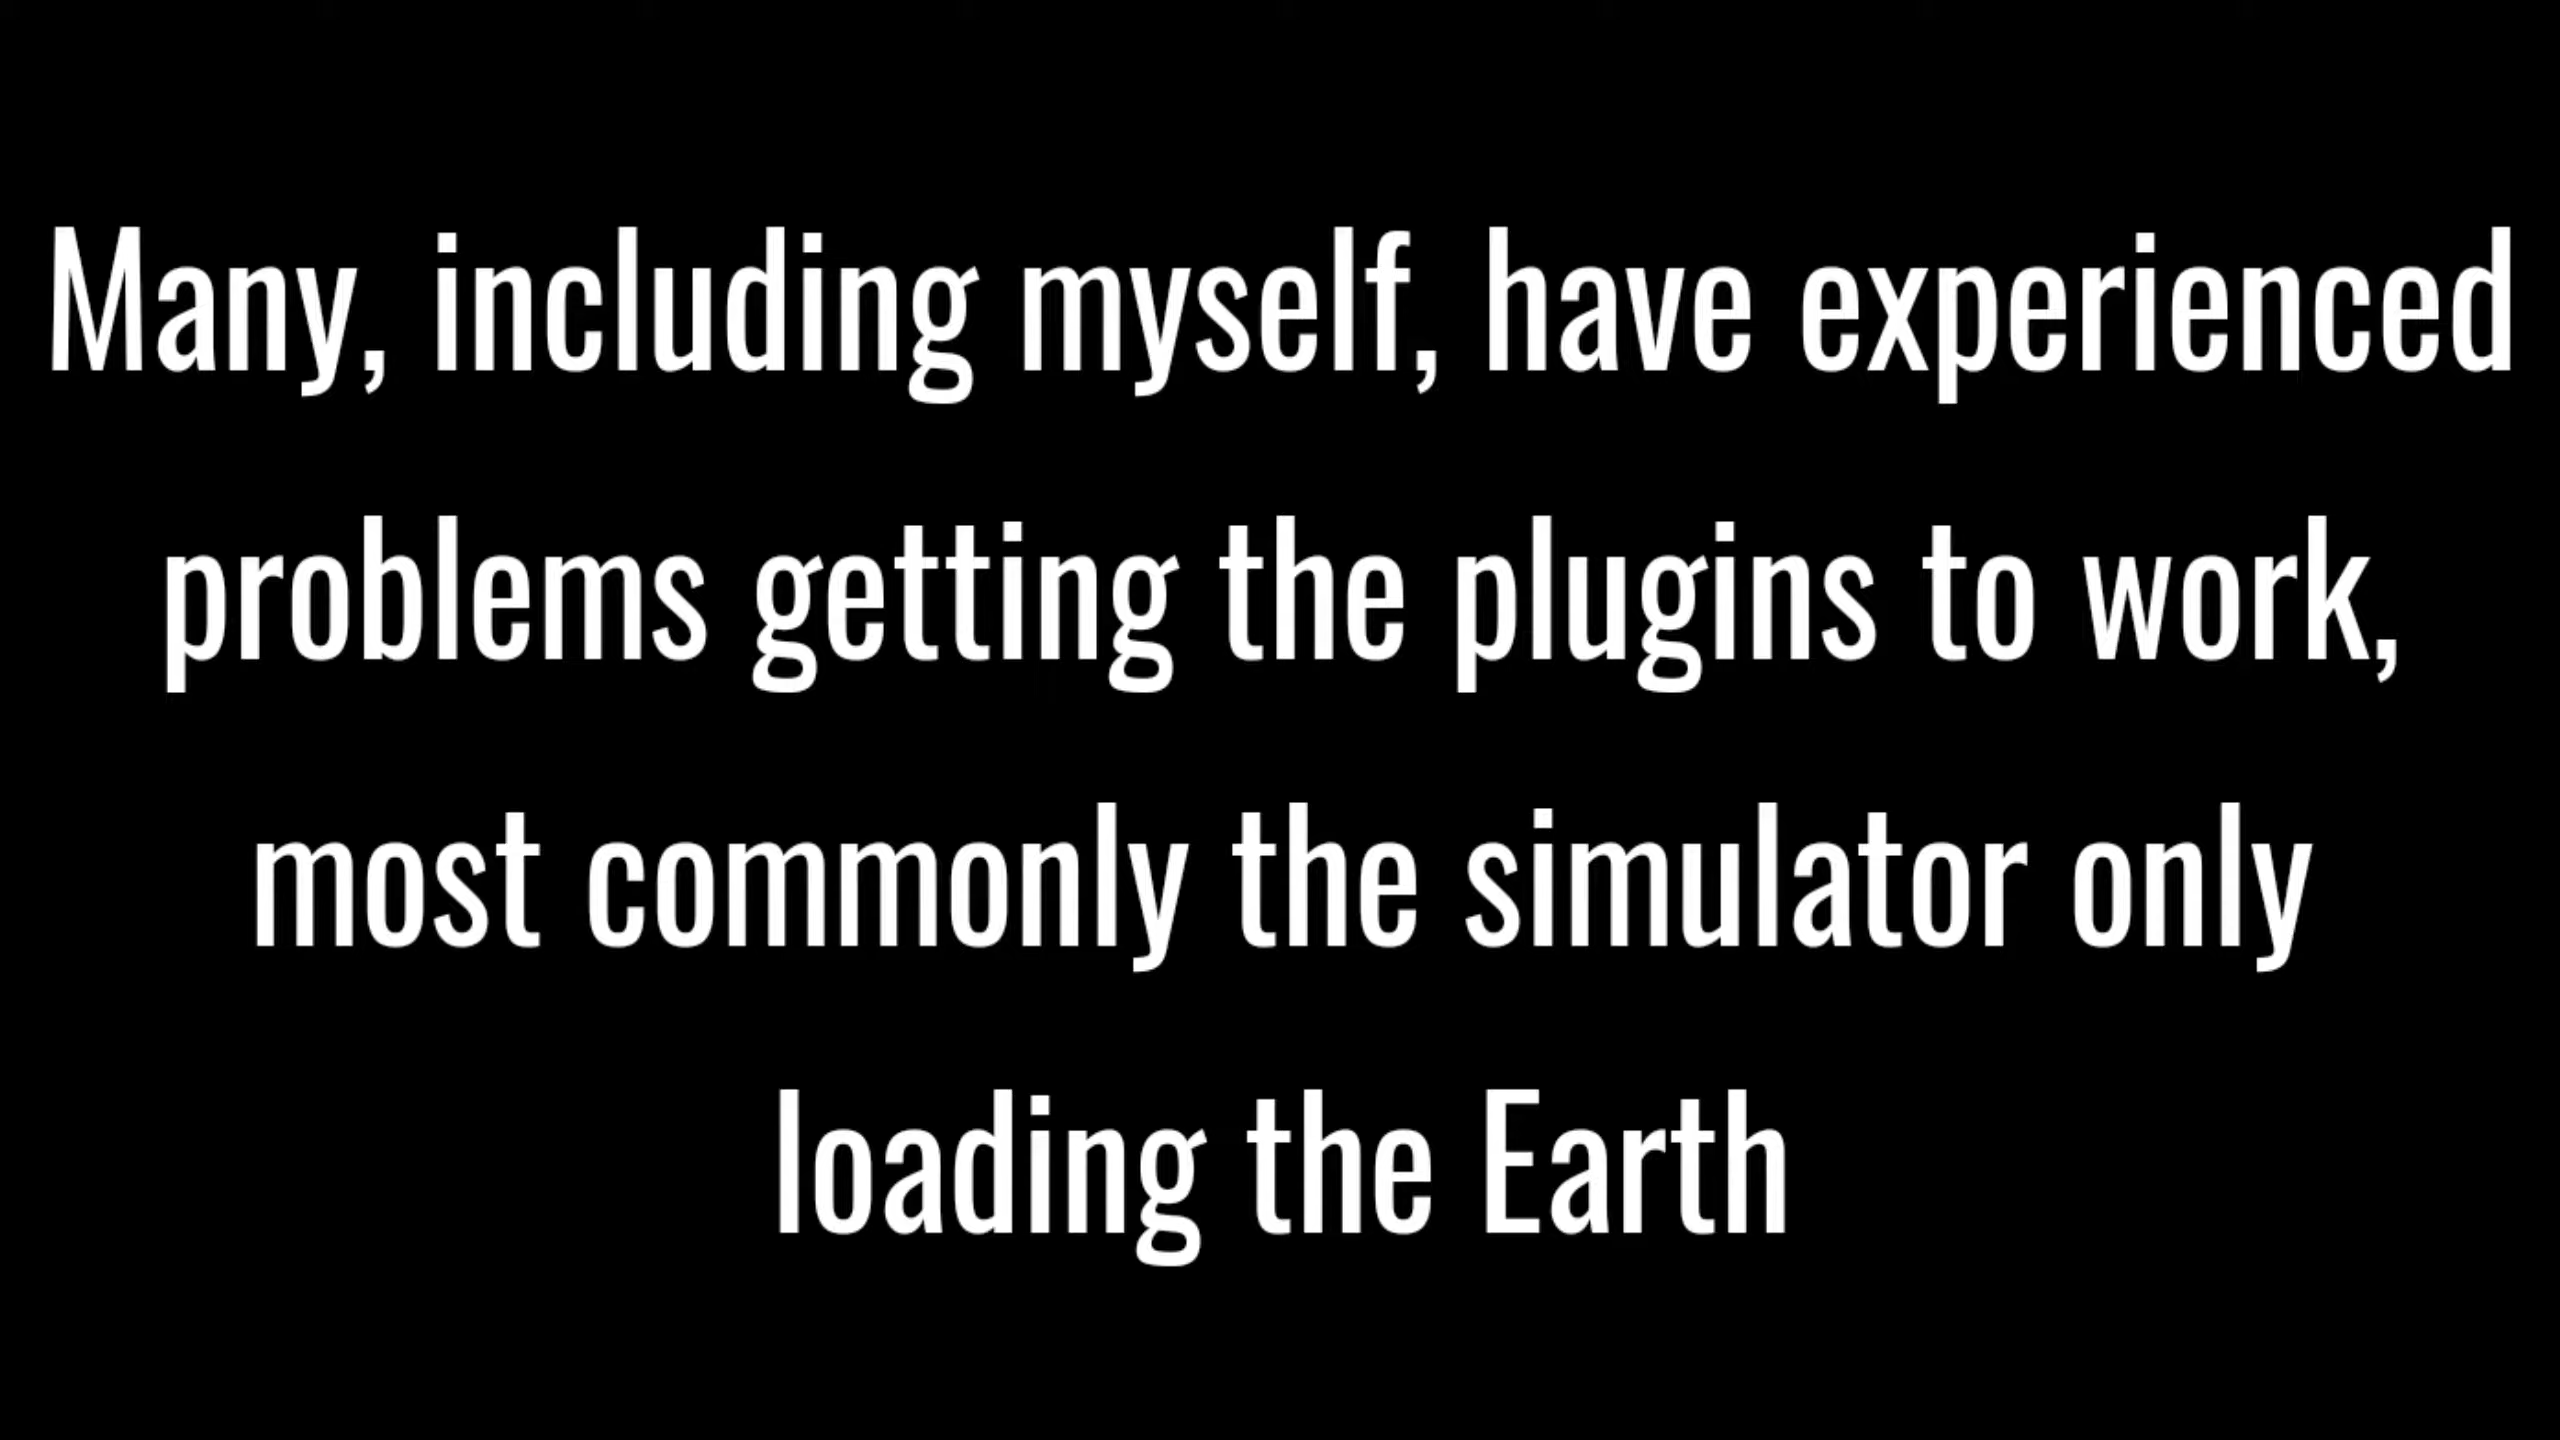 Many, including myself, have experienced
problems getting the plugins to work,
most commonly the simulator only
loading the Earth